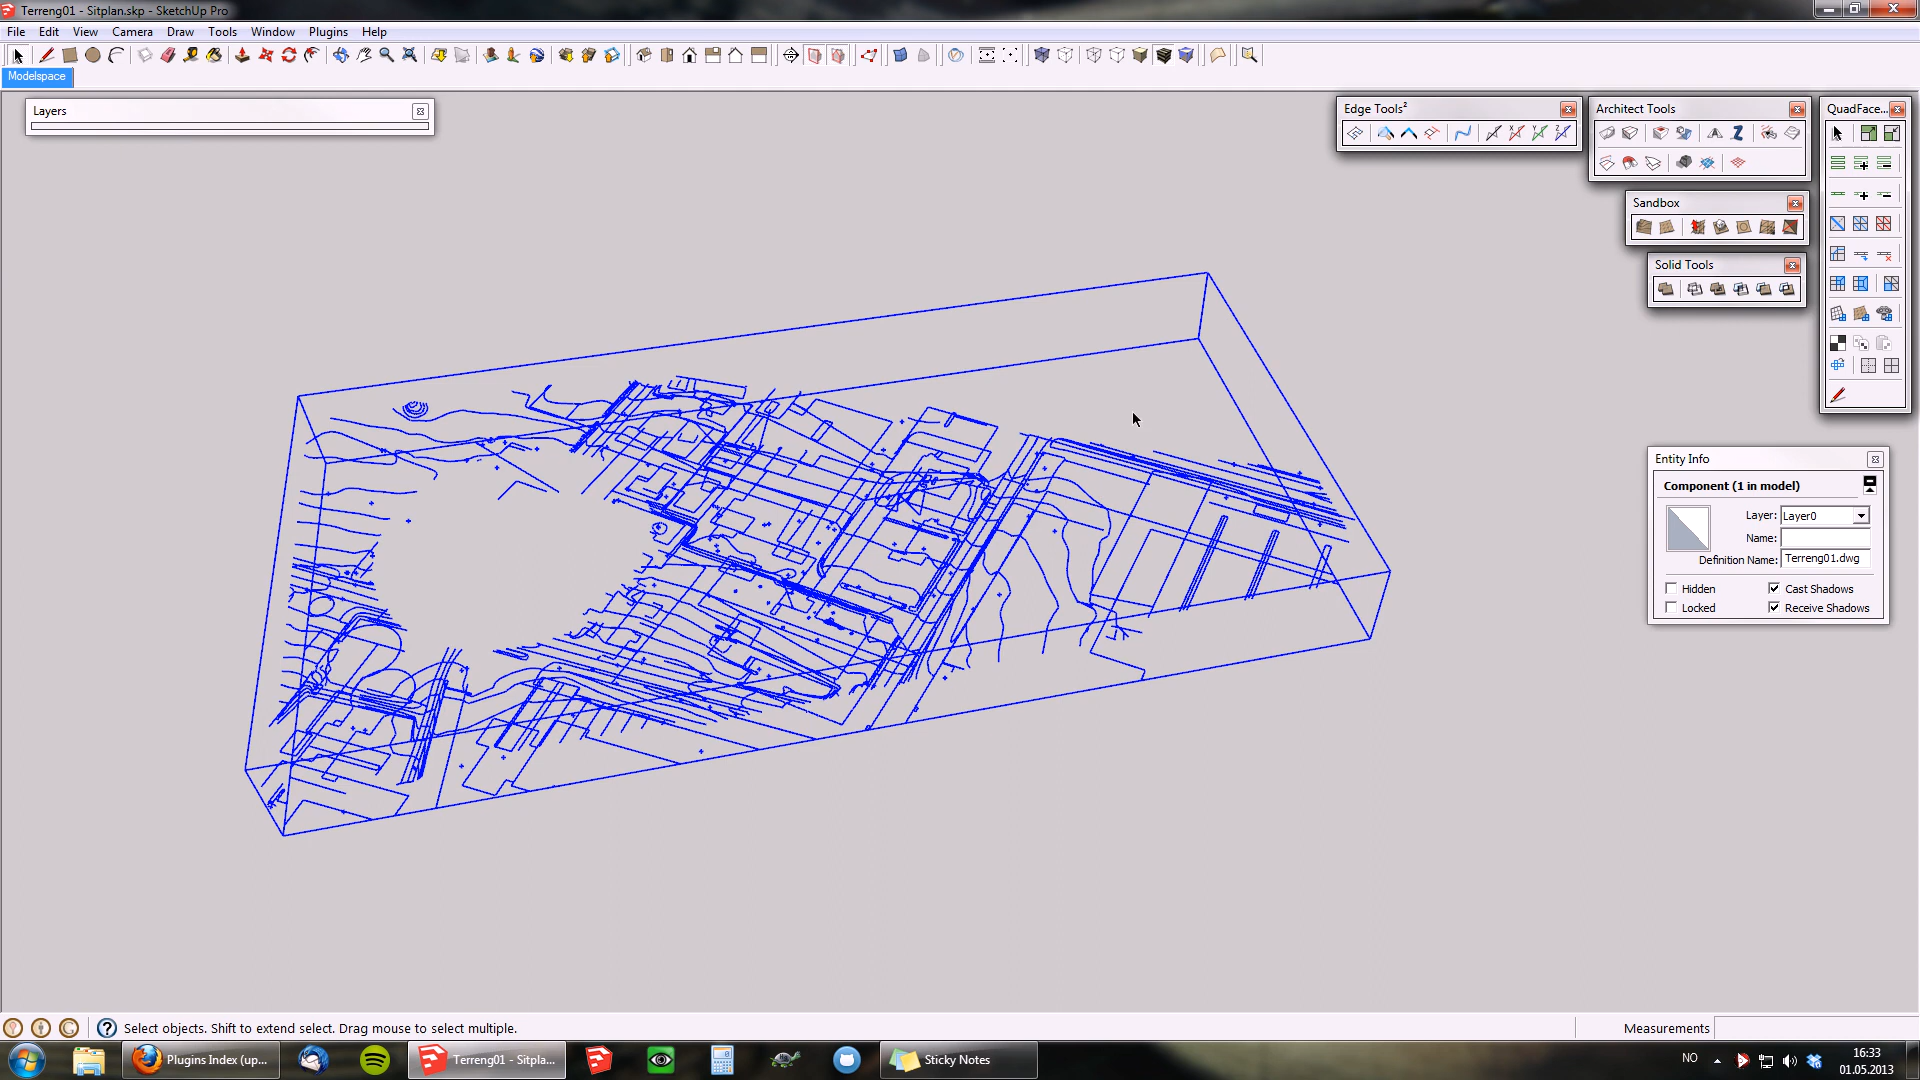 Terreng01 - Sitplan.skp - SketchUp Pro
File Edit View Camera Draw Tools Window Plugins Help
Modelspace
Layers
Edge Tools²
Architect Tools
QuadFace...
Sandbox
Solid Tools
Entity Info
Component (1 in model)
Layer: Layer0
Name:
Definition Name: Terreng01.dwg
Hidden Cast Shadows
Locked Receive Shadows
Select objects. Shift to extend select. Drag mouse to select multiple.
Measurements
Plugins Index (up...
Terreng01 - Sitpla...
Sticky Notes
NO
16:33
01.05.2013